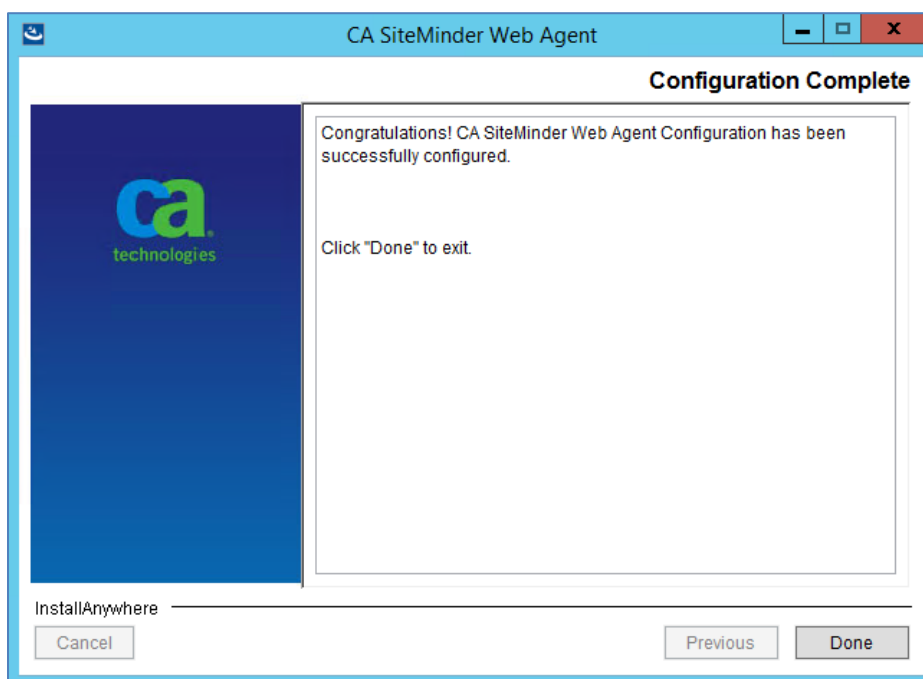 CA SiteMinder Web Agent
Configuration Complete
ca
technologies
Congratulations! CA SiteMinder Web Agent Configuration has been
successfully configured.
Click "Done" to exit.
InstallAnywhere
Cancel
Previous
Done